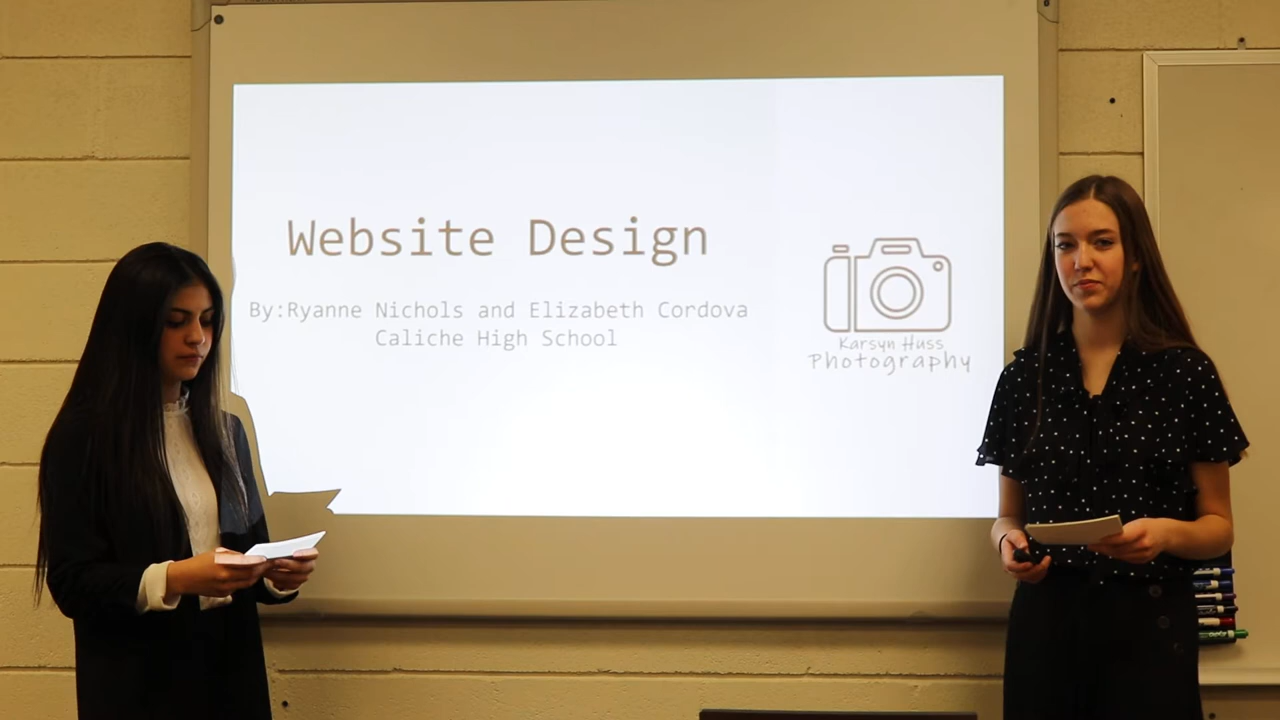 Website Design
By:Ryanne Nichols and Elizabeth Cordova
Caliche High School
Karsyn Huss
Photography